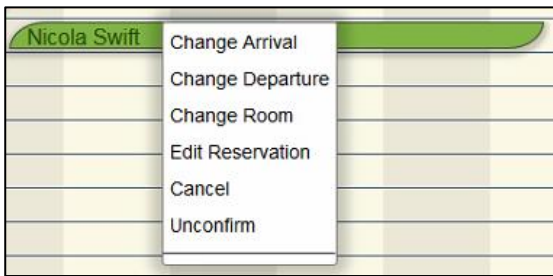 Nicola Swift
Change Arrival
Change Departure
Change Room
Edit Reservation
Cancel
Unconfirm